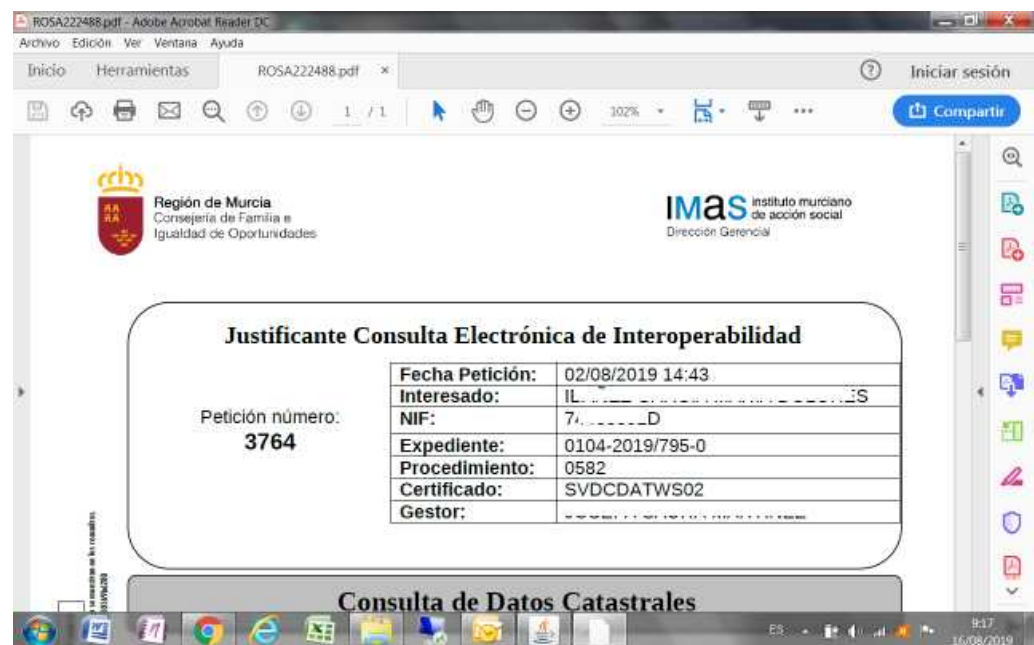 ROSA222488.pdf - Adobe Acrobat Reader DC
Archivo Edición Ver Ventana Ayuda
Inicio Herramientas ROSA222488.pdf × Iniciar sesión
1 / 1 102% Compartir
Región de Murcia
Consejería de Familia e
Igualdad de Oportunidades
IMas instituto murciano
de acción social
Dirección Gerencial
Justificante Consulta Electrónica de Interoperabilidad
Petición número:
3764
Fecha Petición: 02/08/2019 14:43
Interesado:
NIF:
Expediente: 0104-2019/795-0
Procedimiento: 0582
Certificado: SVDCDATWS02
Gestor:
Consulta de Datos Catastrales
ES 9:17
16/08/2019